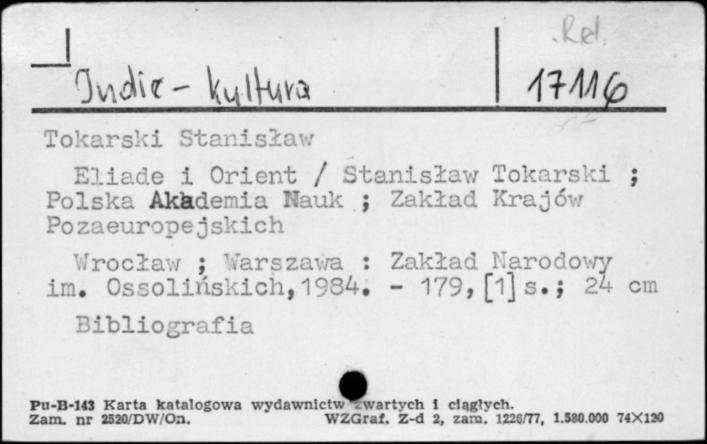 Rel.
Indie - kultura
17116
Tokarski Stanisław
Eliade i Orient / Stanisław Tokarski ;
Polska Akademia Nauk ; Zakład Krajów
Pozaeuropejskich
Wrocław ; Warszawa : Zakład Narodowy
im. Ossolińskich,1984. - 179,[1]s.; 24 cm
Bibliografia
Pu-B-143 Karta katalogowa wydawnictw zwartych i ciągłych.
Zam. nr 2520/DW/On. WZGraf. Z-d 2, zam. 1226/77, 1.580.000 74×120